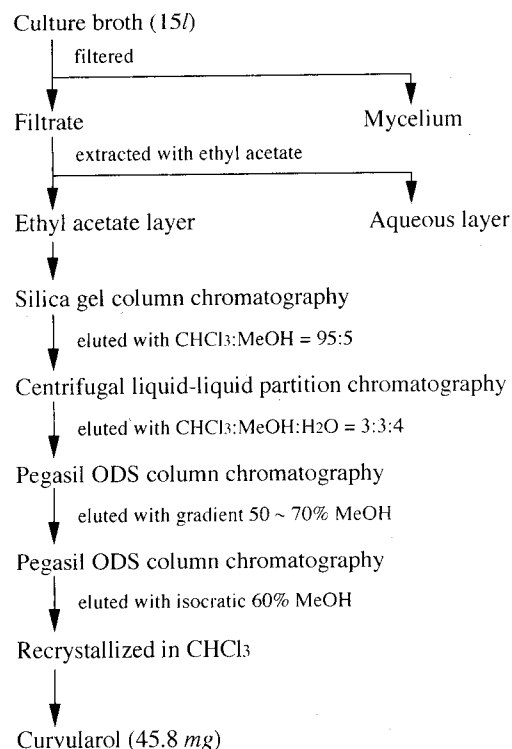 Culture broth (15l)
filtered
Filtrate Mycelium
extracted with ethyl acetate
Ethyl acetate layer Aqueous layer
Silica gel column chromatography
eluted with CHCl3:MeOH = 95:5
Centrifugal liquid-liquid partition chromatography
eluted with CHCl3:MeOH:H2O = 3:3:4
Pegasil ODS column chromatography
eluted with gradient 50 ~ 70% MeOH
Pegasil ODS column chromatography
eluted with isocratic 60% MeOH
Recrystallized in CHCl3
Curvularol (45.8 mg)